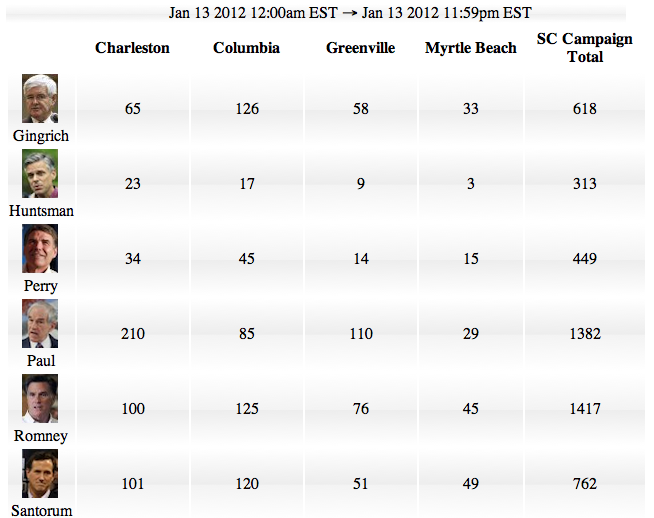 Jan 13 2012 12:00am EST → Jan 13 2012 11:59pm EST
Charleston Columbia Greenville Myrtle Beach SC Campaign Total
Gingrich 65 126 58 33 618
Huntsman 23 17 9 3 313
Perry 34 45 14 15 449
Paul 210 85 110 29 1382
Romney 100 125 76 45 1417
Santorum 101 120 51 49 762